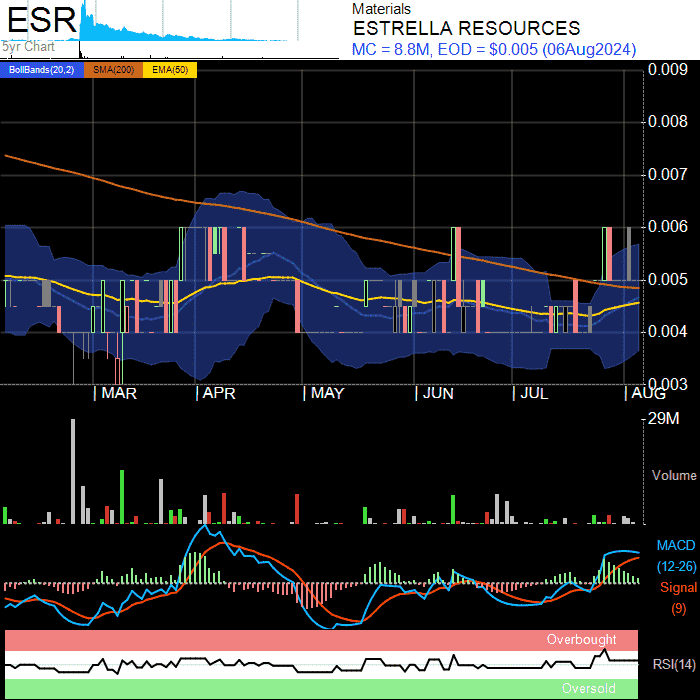 ESR
5yr Chart
Materials
ESTRELLA RESOURCES
MC = 8.8M, EOD = $0.005 (06Aug2024)
BollBands(20,2) SMA(200) EMA(50)
0.009
0.008
0.007
0.006
0.005
0.004
0.003
MAR APR MAY JUN JUL AUG
29M
Volume
MACD
(12-26)
Signal
(9)
Overbought
RSI(14)
Oversold